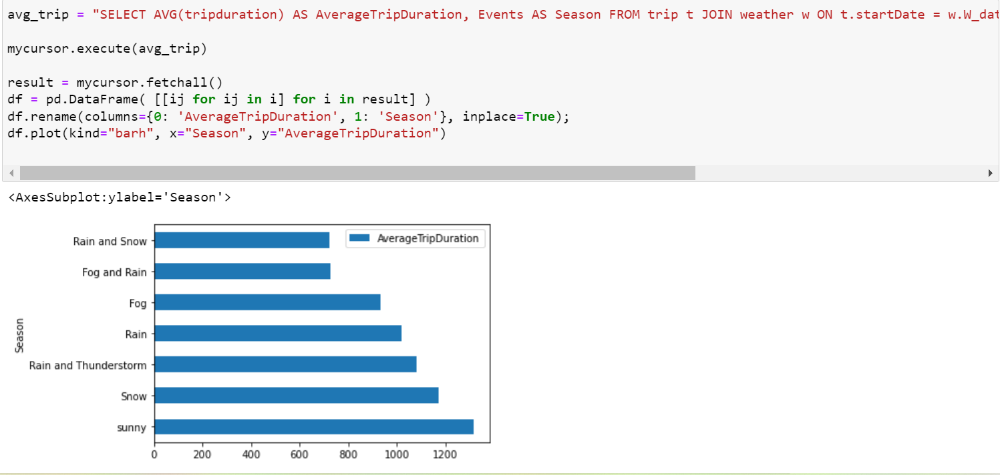 avg_trip = "SELECT AVG(tripduration) AS AverageTripDuration, Events AS Season FROM trip t JOIN weather w ON t.startDate = w.W_dat
mycursor.execute(avg_trip)
result = mycursor.fetchall()
df = pd.DataFrame( [[ij for ij in i] for i in result] )
df.rename(columns={0: 'AverageTripDuration', 1: 'Season'}, inplace=True);
df.plot(kind="barh", x="Season", y="AverageTripDuration")
<AxesSubplot:ylabel='Season'>
AverageTripDuration
Rain and Snow
Fog and Rain
Fog
Rain
Rain and Thunderstorm
Snow
sunny
Season
0 200 400 600 800 1000 1200